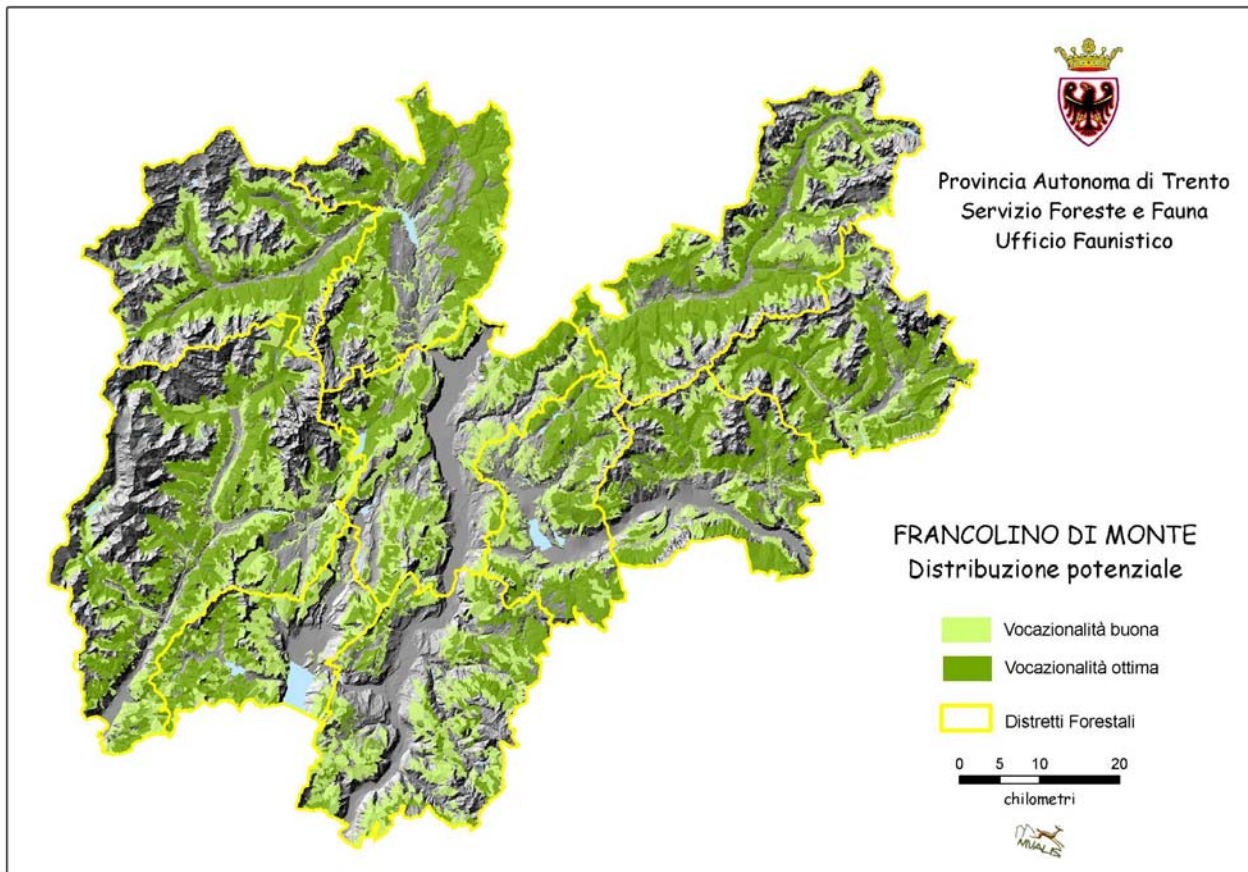 Provincia Autonoma di Trento
Servizio Foreste e Fauna
Ufficio Faunistico
FRANCOLINO DI MONTE
Distribuzione potenziale
Vocazionalità buona
Vocazionalità ottima
Distretti Forestali
0 5 10 20
chilometri